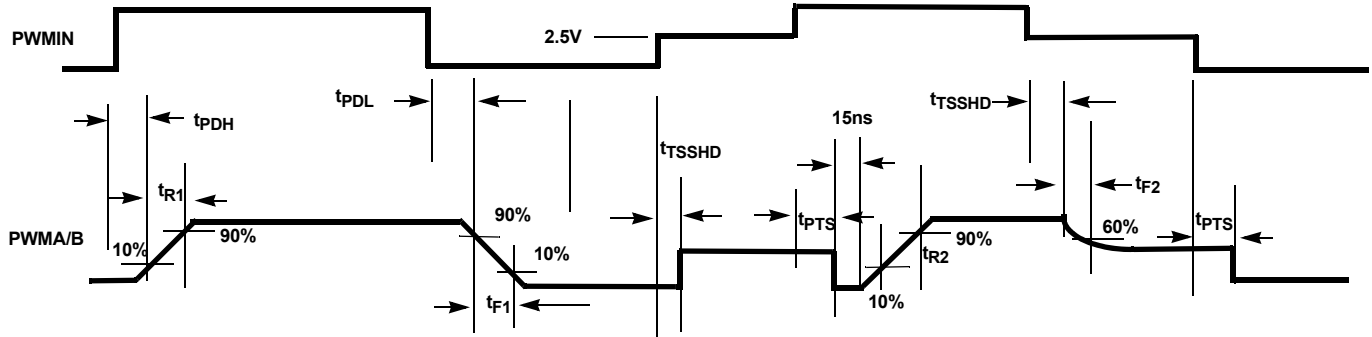 PWMIN
2.5V
tPDL
tTSSHD
15ns
tPDH
tTSSHD
tR1
tF2
90%
tPTS
60%
tPTS
PWMA/B
10%
90%
10%
90%
tR2
tF1
10%